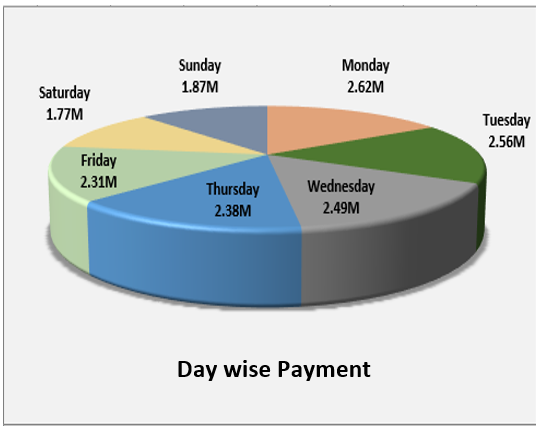 Sunday
1.87M
Monday
2.62M
Saturday
1.77M
Tuesday
2.56M
Friday
2.31M
Thursday
2.38M
Wednesday
2.49M
Day wise Payment